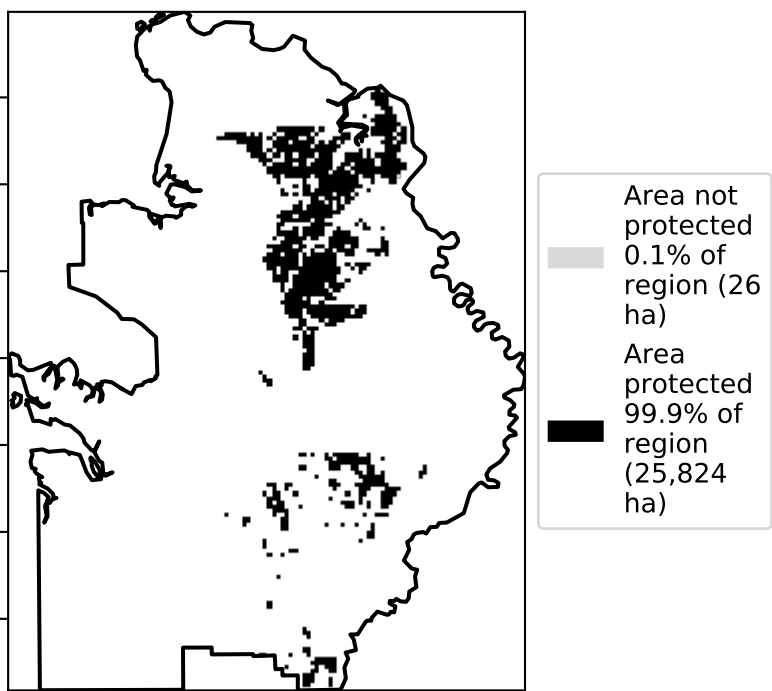 Area not
protected
0.1% of
region (26
ha)
Area
protected
99.9% of
region
(25,824
ha)